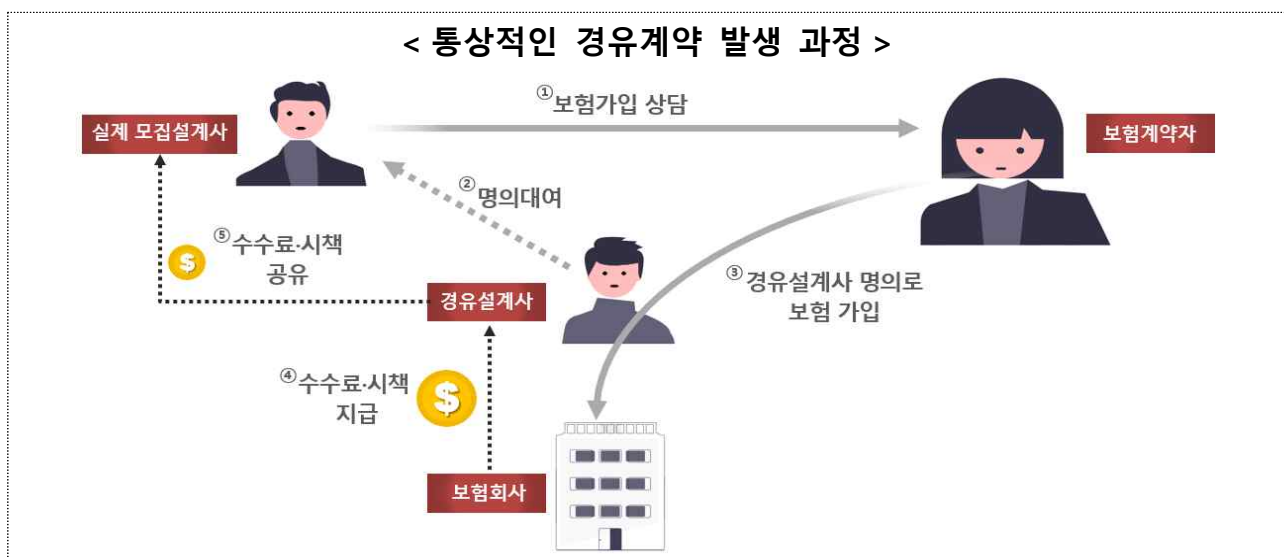 < 통상적인 경유계약 발생 과정 >
①보험가입 상담
실제 모집설계사
보험계약자
②명의대여
⑤수수료·시책
공유
$
③경유설계사 명의로
보험 가입
경유설계사
④수수료·시책
지급
$
보험회사